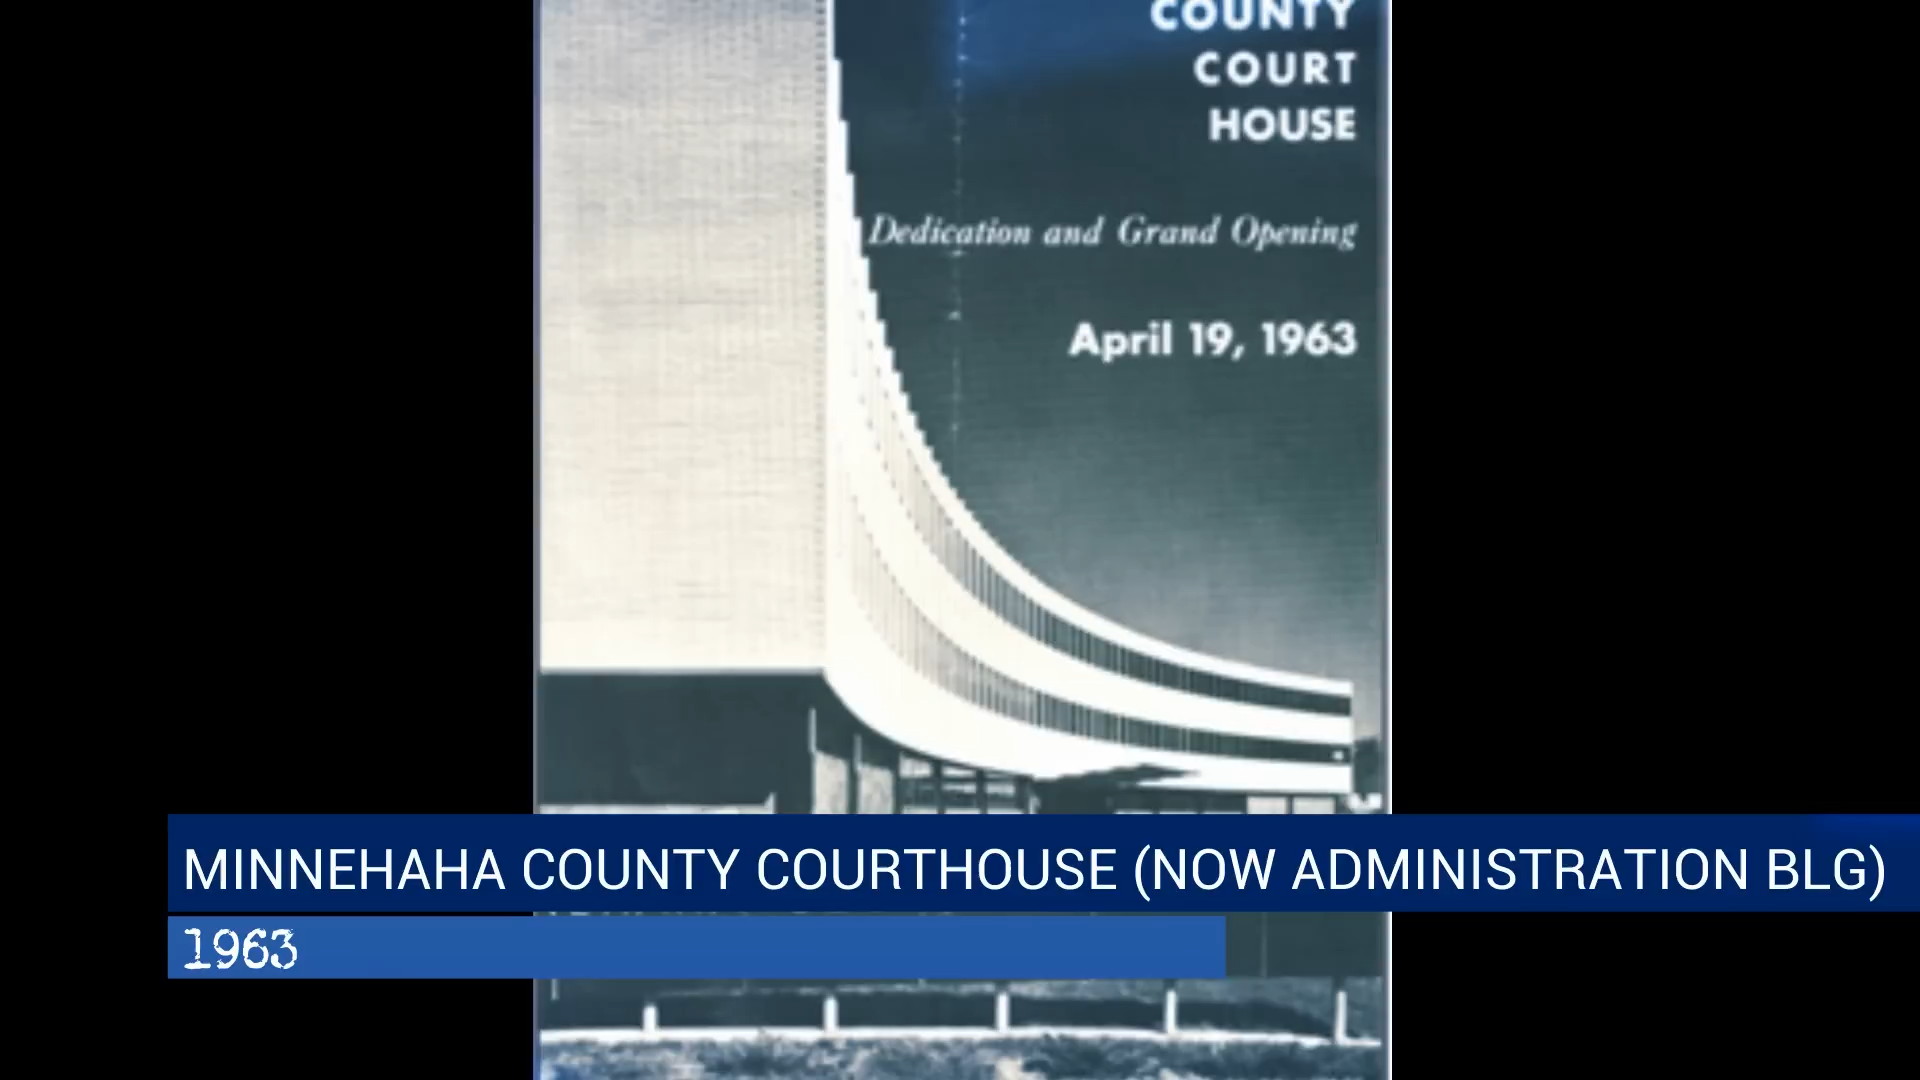 COUNTY
COURT
HOUSE
Dedication and Grand Opening
April 19, 1963
MINNEHAHA COUNTY COURTHOUSE (NOW ADMINISTRATION BLG)
1963